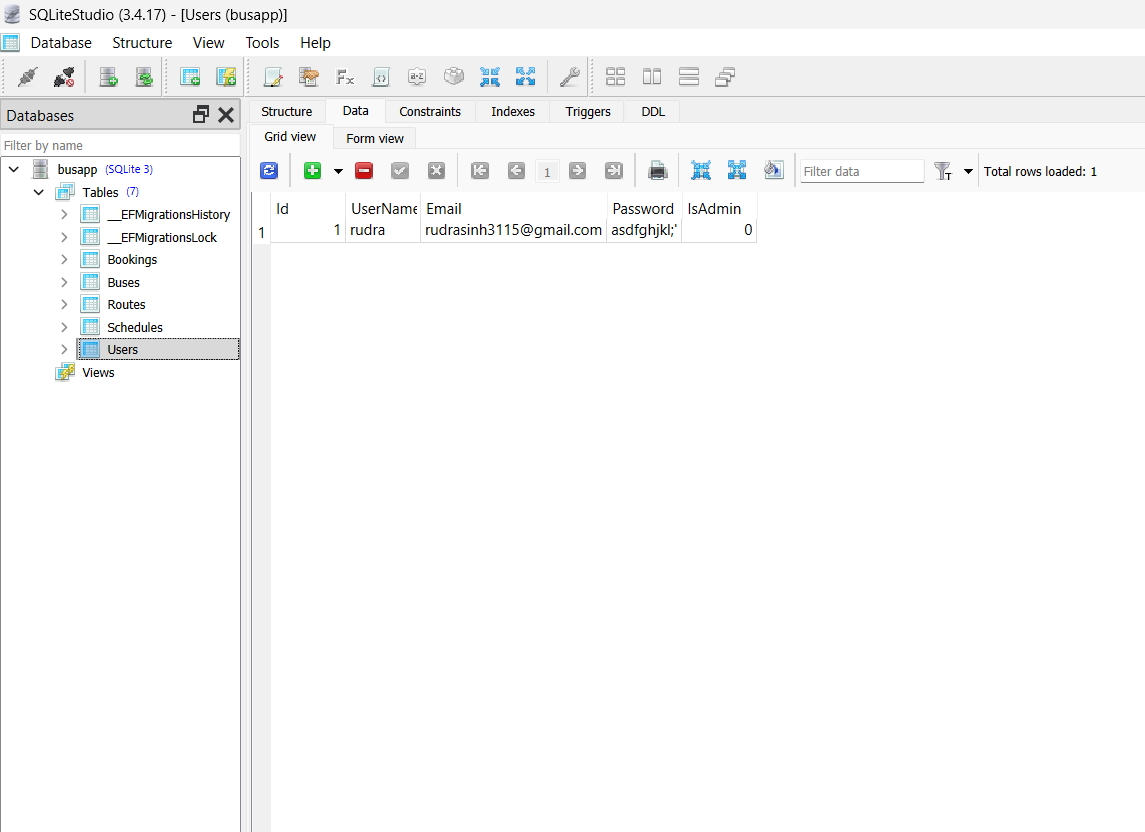 SQLiteStudio (3.4.17) - [Users (busapp)]
Database Structure View Tools Help
Databases
Filter by name
busapp (SQLite 3)
Tables (7)
__EFMigrationsHistory
__EFMigrationsLock
Bookings
Buses
Routes
Schedules
Users
Views
Structure Data Constraints Indexes Triggers DDL
Grid view Form view
1 Filter data T Total rows loaded: 1
Id UserName Email Password IsAdmin
1 1 rudra rudrasinh3115@gmail.com asdfghjkl;' 0